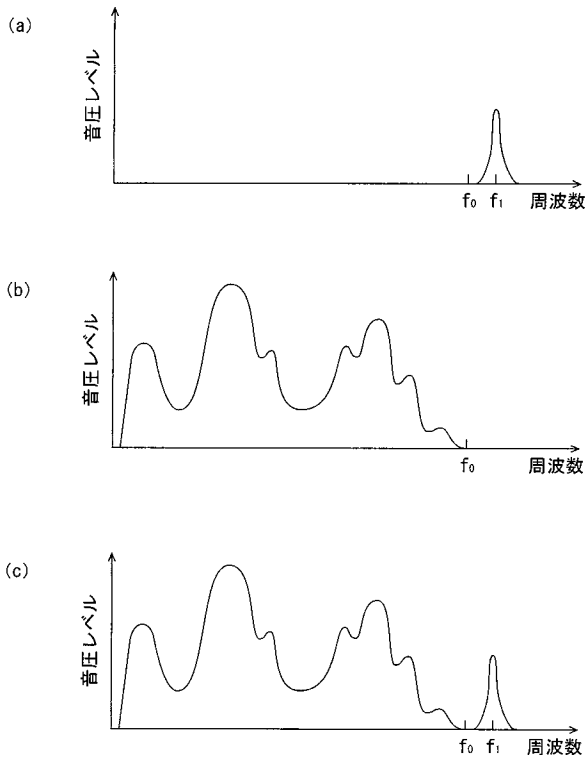 (a)
音圧レベル
f₀ f₁ 周波数
(b)
音圧レベル
f₀ 周波数
(c)
音圧レベル
f₀ f₁ 周波数